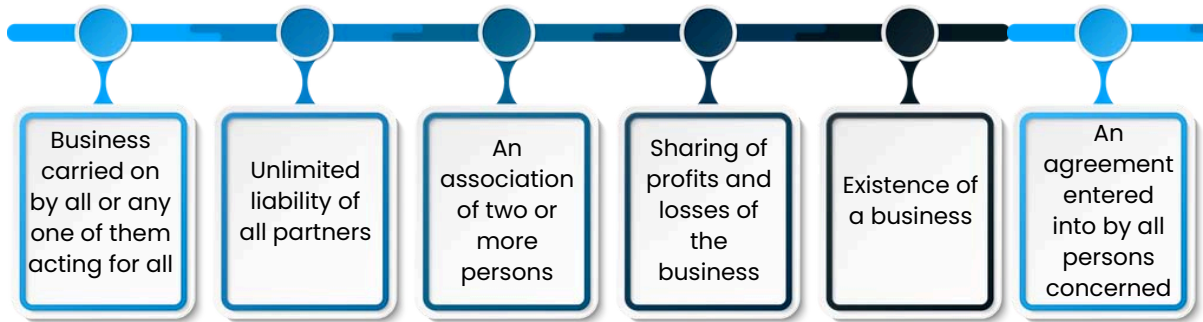 Business
carried on
by all or any
one of them
acting for all
Unlimited
liability of
all partners
An
association
of two or
more
persons
Sharing of
profits and
losses of
the
business
Existence of
a business
An
agreement
entered
into by all
persons
concerned